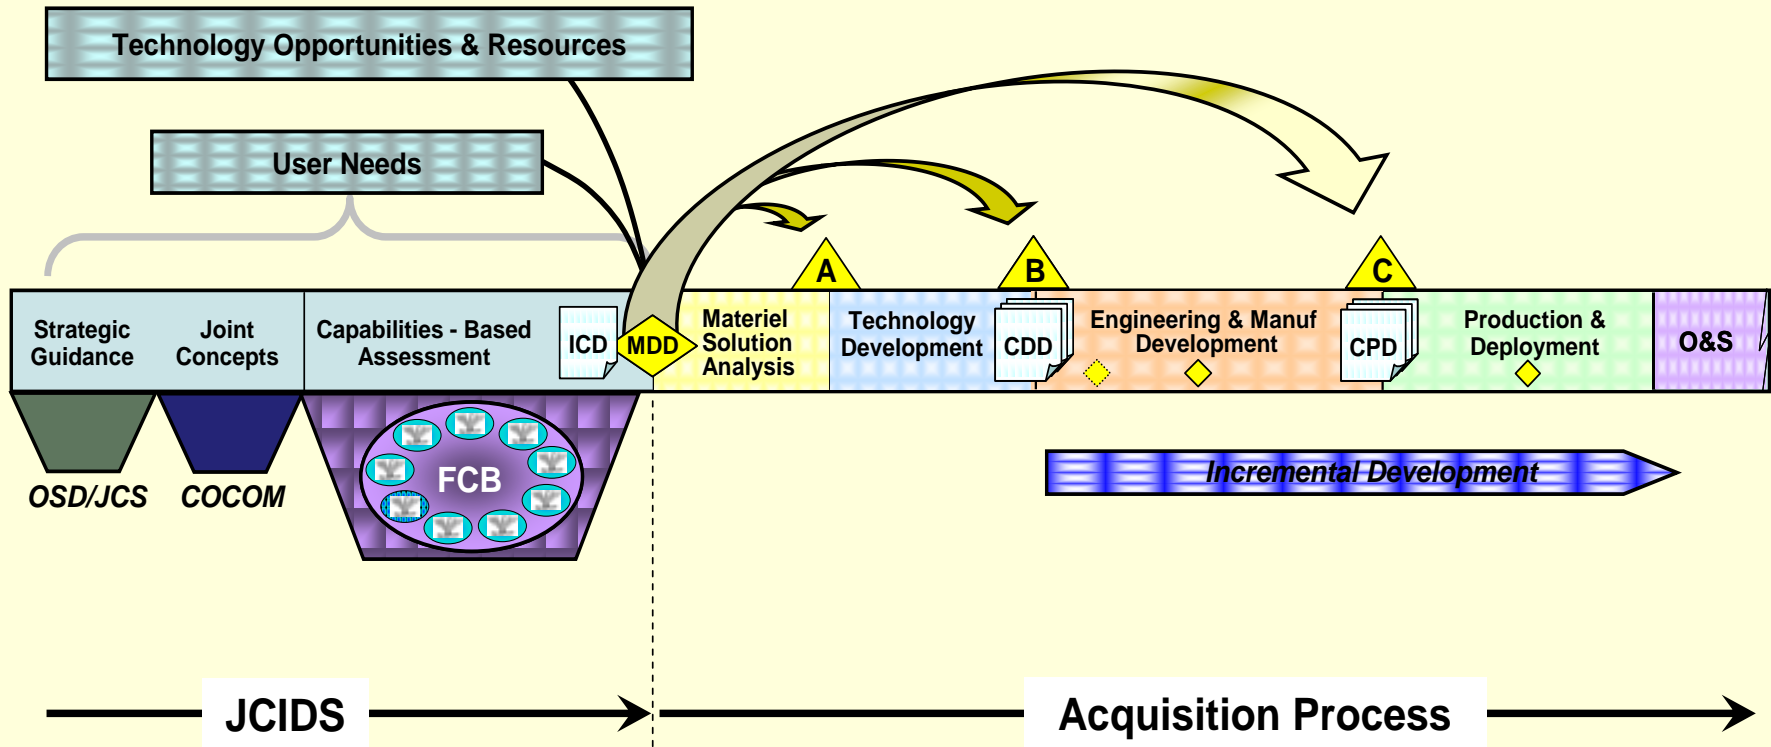 Technology Opportunities & Resources
User Needs
A
B
C
Strategic
Guidance
Joint
Concepts
Capabilities - Based
Assessment
ICD
MDD
Materiel
Solution
Analysis
Technology
Development
CDD
Engineering & Manuf
Development
CPD
Production &
Deployment
O&S
FCB
OSD/JCS
COCOM
Incremental Development
JCIDS
Acquisition Process